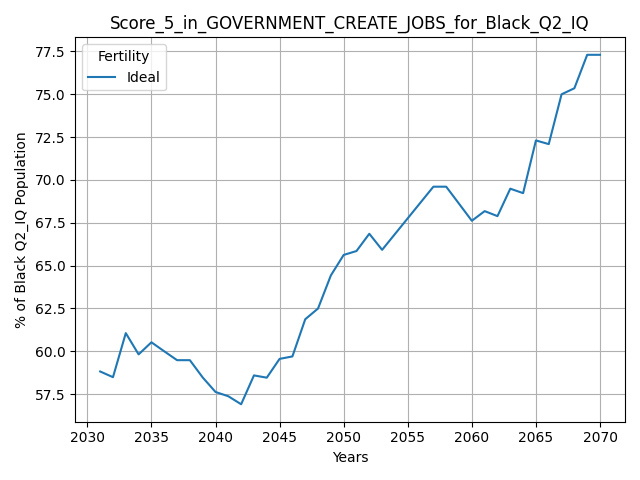 Score_5_in_GOVERNMENT_CREATE_JOBS_for_Black_Q2_IQ
Fertility
Ideal
% of Black Q2_IQ Population
77.5
75.0
72.5
70.0
67.5
65.0
62.5
60.0
57.5
2030 2035 2040 2045 2050 2055 2060 2065 2070
Years